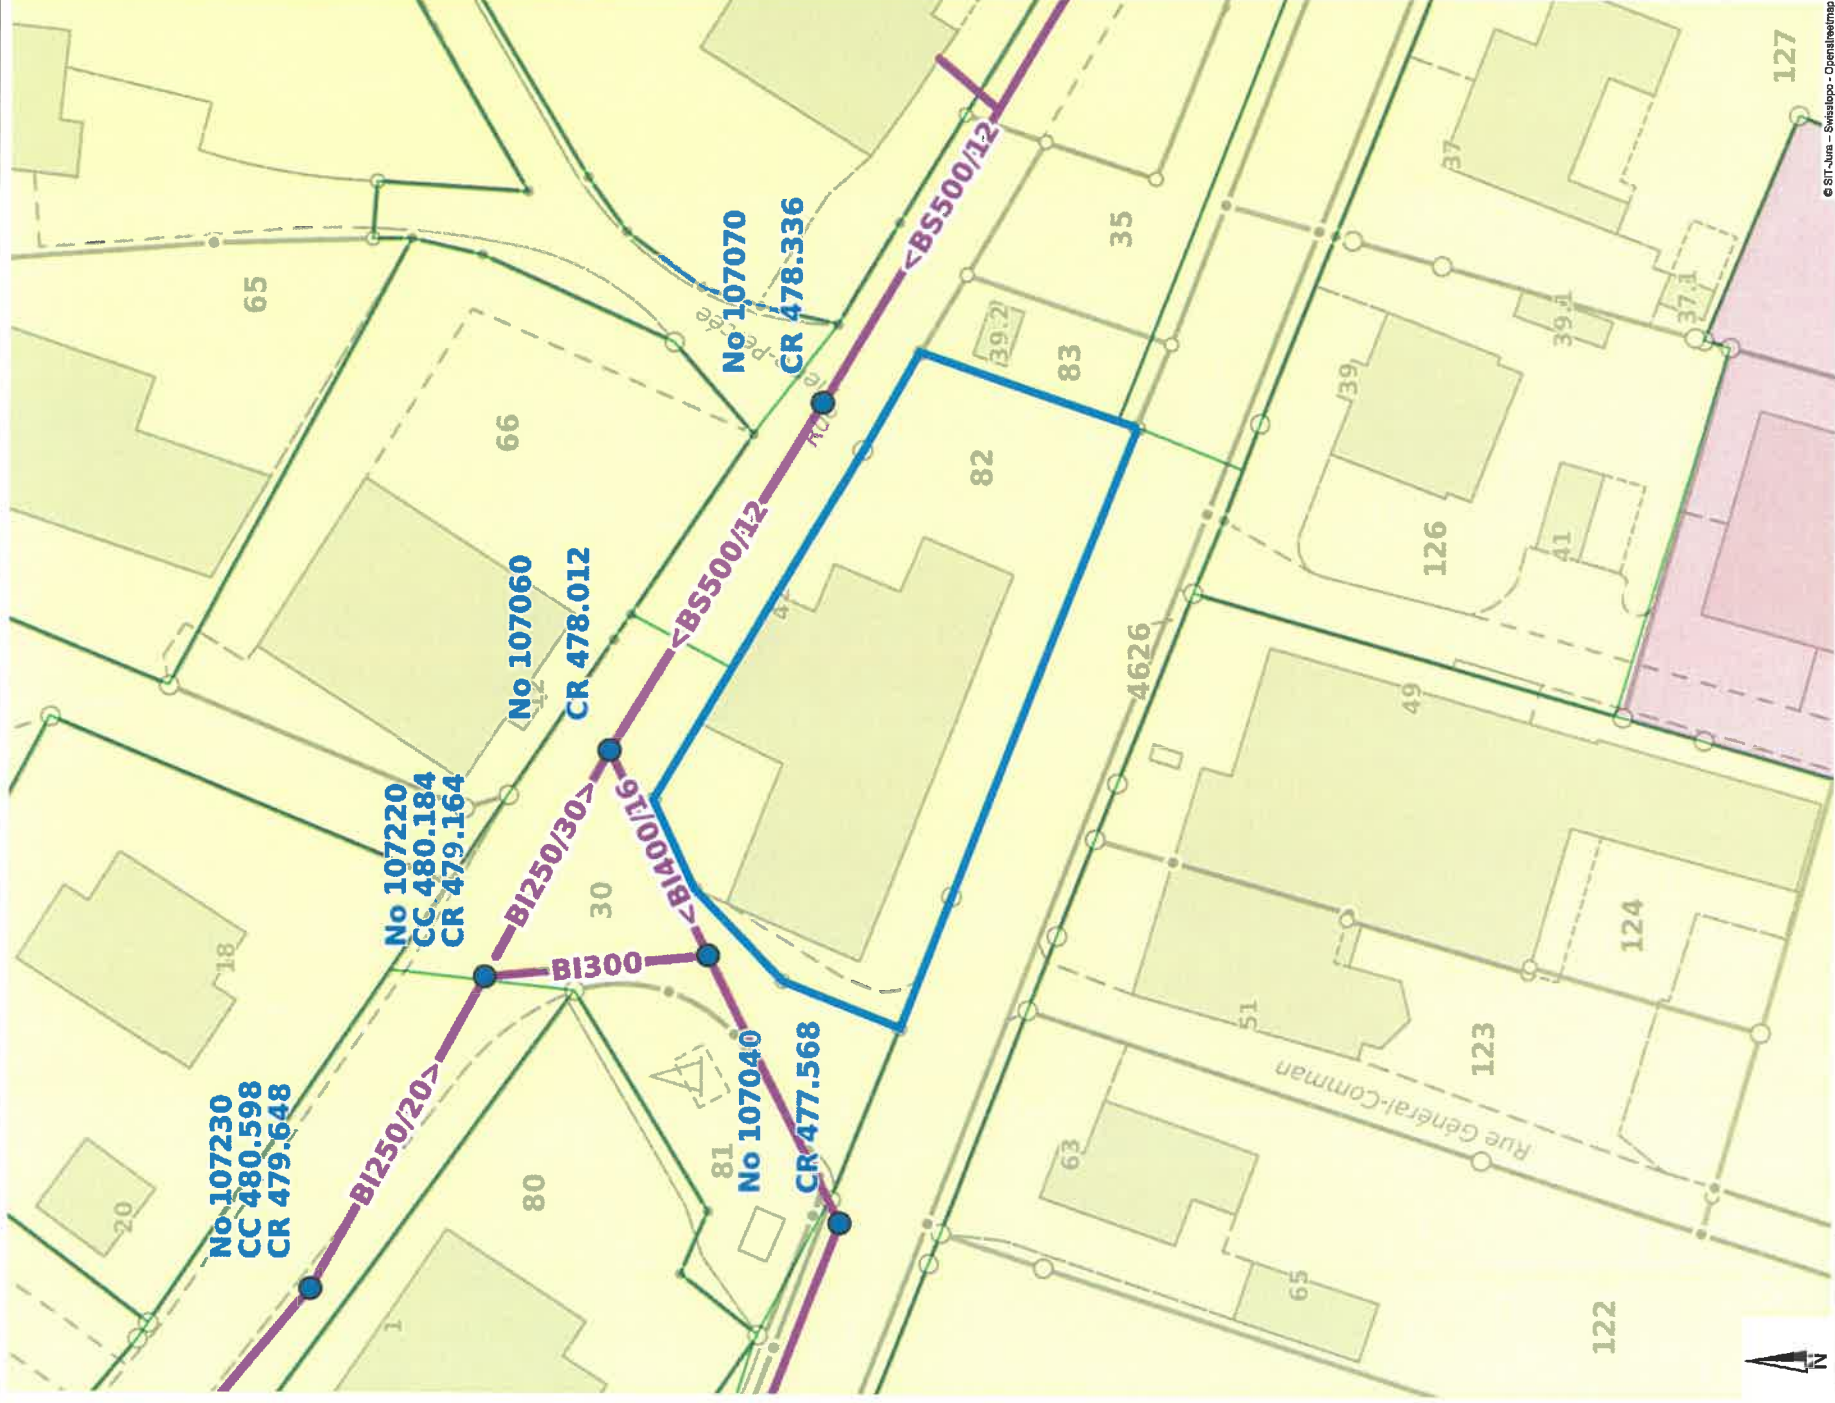 No 107230
CC 480.598
CR 479.648
No 107220
CC 480.184
CR 479.164
No 107060
CR 478.012
No 107070
CR 478.336
No 107040
CR 477.568
BI250/20>
BI250/30>
BI300
<BI400/16
<BS500/12
<BS500/12
65
66
18
20
1
12
30
80
81
82
83
35
39.2
4626
37
127
37.1
39.1
39
126
41
49
124
51
123
63
65
122
Rue
Rue Général-Comman
N
© SIT-Jura - Swisstopo - Openstreetmap